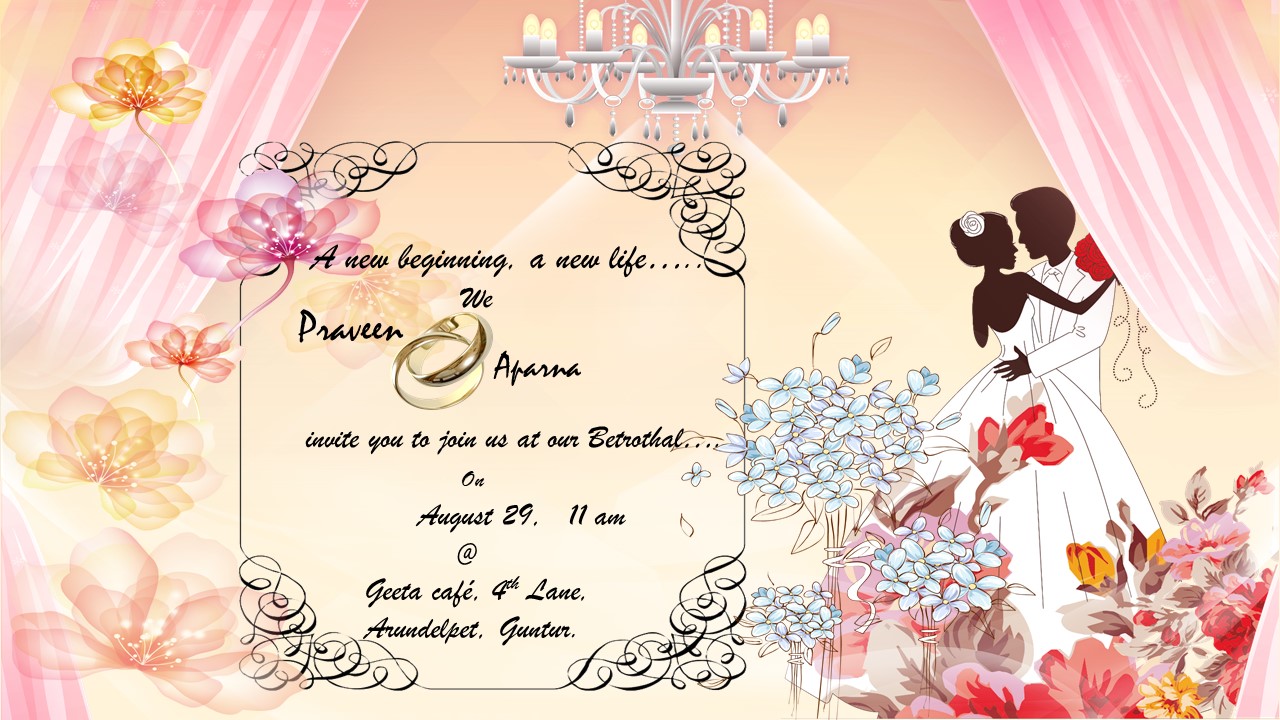 A new beginning, a new life.....
We
Praveen
Aparna
invite you to join us at our Betrothal....
On
August 29, 11 am
@
Geeta café, 4th Lane,
Arundelpet, Guntur.